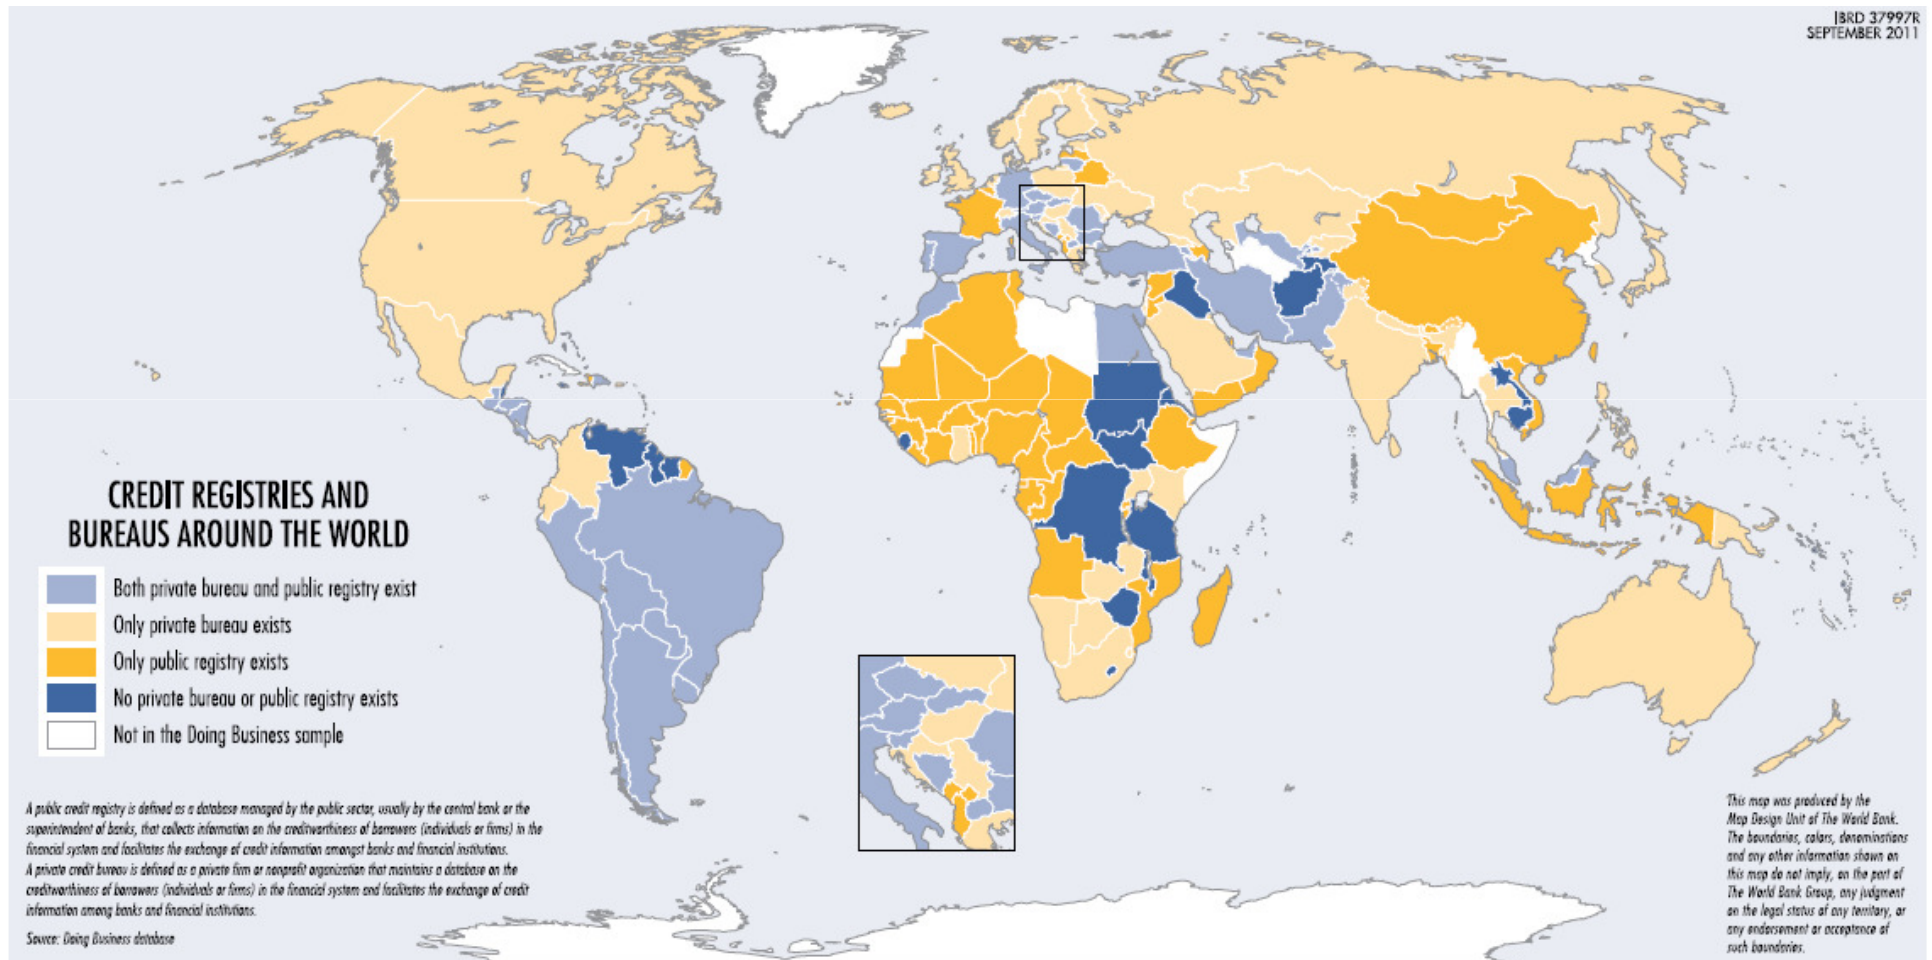 IBRD 37997R
SEPTEMBER 2011
CREDIT REGISTRIES AND
BUREAUS AROUND THE WORLD
Both private bureau and public registry exist
Only private bureau exists
Only public registry exists
No private bureau or public registry exists
Not in the Doing Business sample
A public credit registry is defined as a database managed by the public sector, usually by the central bank or the
superintendent of banks, that collects information on the creditworthiness of borrowers (individuals or firms) in the
financial system and facilitates the exchange of credit information amongst banks and financial institutions.
A private credit bureau is defined as a private firm or nonprofit organization that maintains a database on the
creditworthiness of borrowers (individuals or firms) in the financial system and facilitates the exchange of credit
information among banks and financial institutions.
Source: Doing Business database
This map was produced by the
Map Design Unit of The World Bank.
The boundaries, colors, denominations
and any other information shown on
this map do not imply, on the part of
The World Bank Group, any judgment
on the legal status of any territory, or
any endorsement or acceptance of
such boundaries.